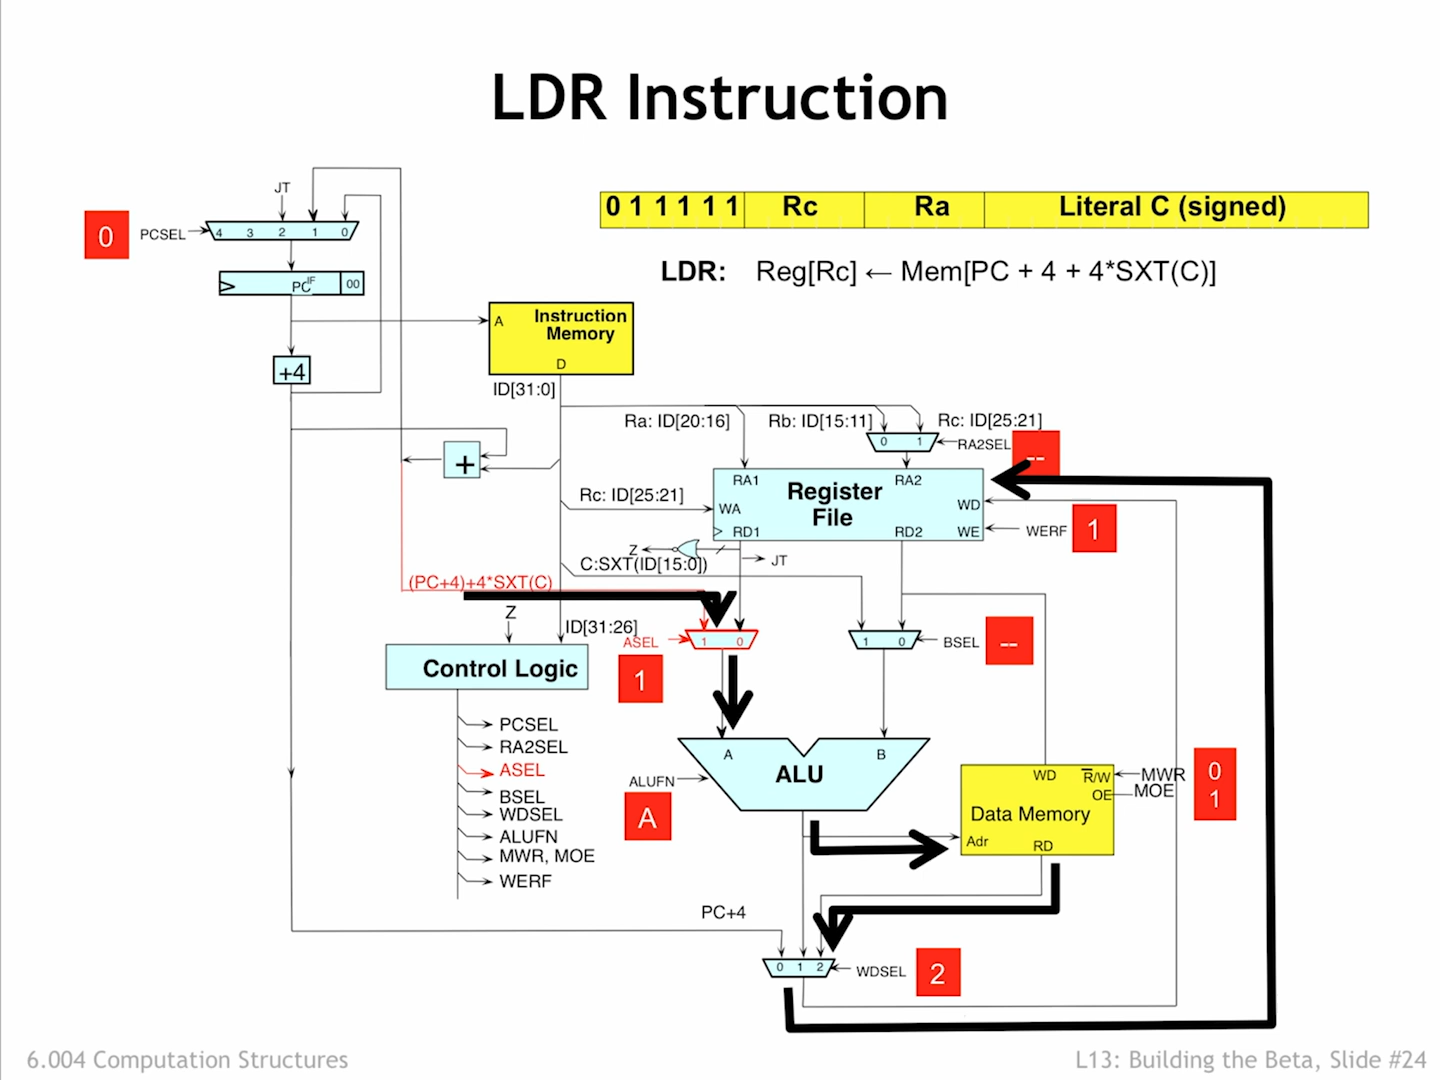 LDR Instruction
JT
0 1 1 1 1 1 Rc Ra Literal C (signed)
0
PCSEL
4 3 2 1 0
LDR: Reg[Rc] ← Mem[PC + 4 + 4*SXT(C)]
PC IF 00
A Instruction
Memory
D
+4
ID[31:0]
Ra: ID[20:16] Rb: ID[15:11] Rc: ID[25:21]
0 1 RA2SEL --
+
RA1 RA2
Register
File
Rc: ID[25:21]
WA WD
RD1 RD2 WE WERF 1
Z
JT
C:SXT(ID[15:0])
(PC+4)+4*SXT(C)
Z
ID[31:26]
ASEL 1 0 1 0 BSEL --
1
Control Logic
PCSEL
RA2SEL
ASEL
BSEL
WDSEL
ALUFN
MWR, MOE
WERF
A B
ALU
ALUFN
A
WD R/W MWR 0
OE MOE 1
Data Memory
Adr RD
PC+4
0 1 2 WDSEL 2
6.004 Computation Structures L13: Building the Beta, Slide #24